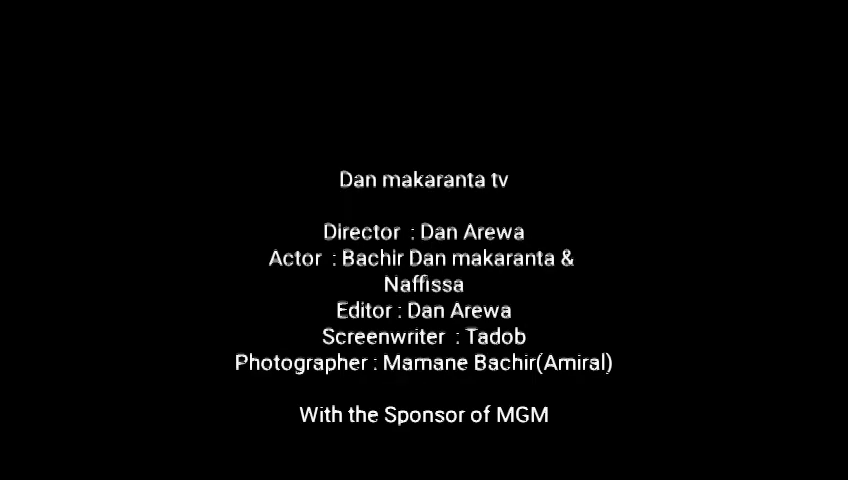 Dan makaranta tv
Director  : Dan Arewa
Actor  : Bachir Dan makaranta &
Naffissa
Editor : Dan Arewa
Screenwriter  : Tadob
Photographer : Mamane Bachir(Amiral)
With the Sponsor of MGM